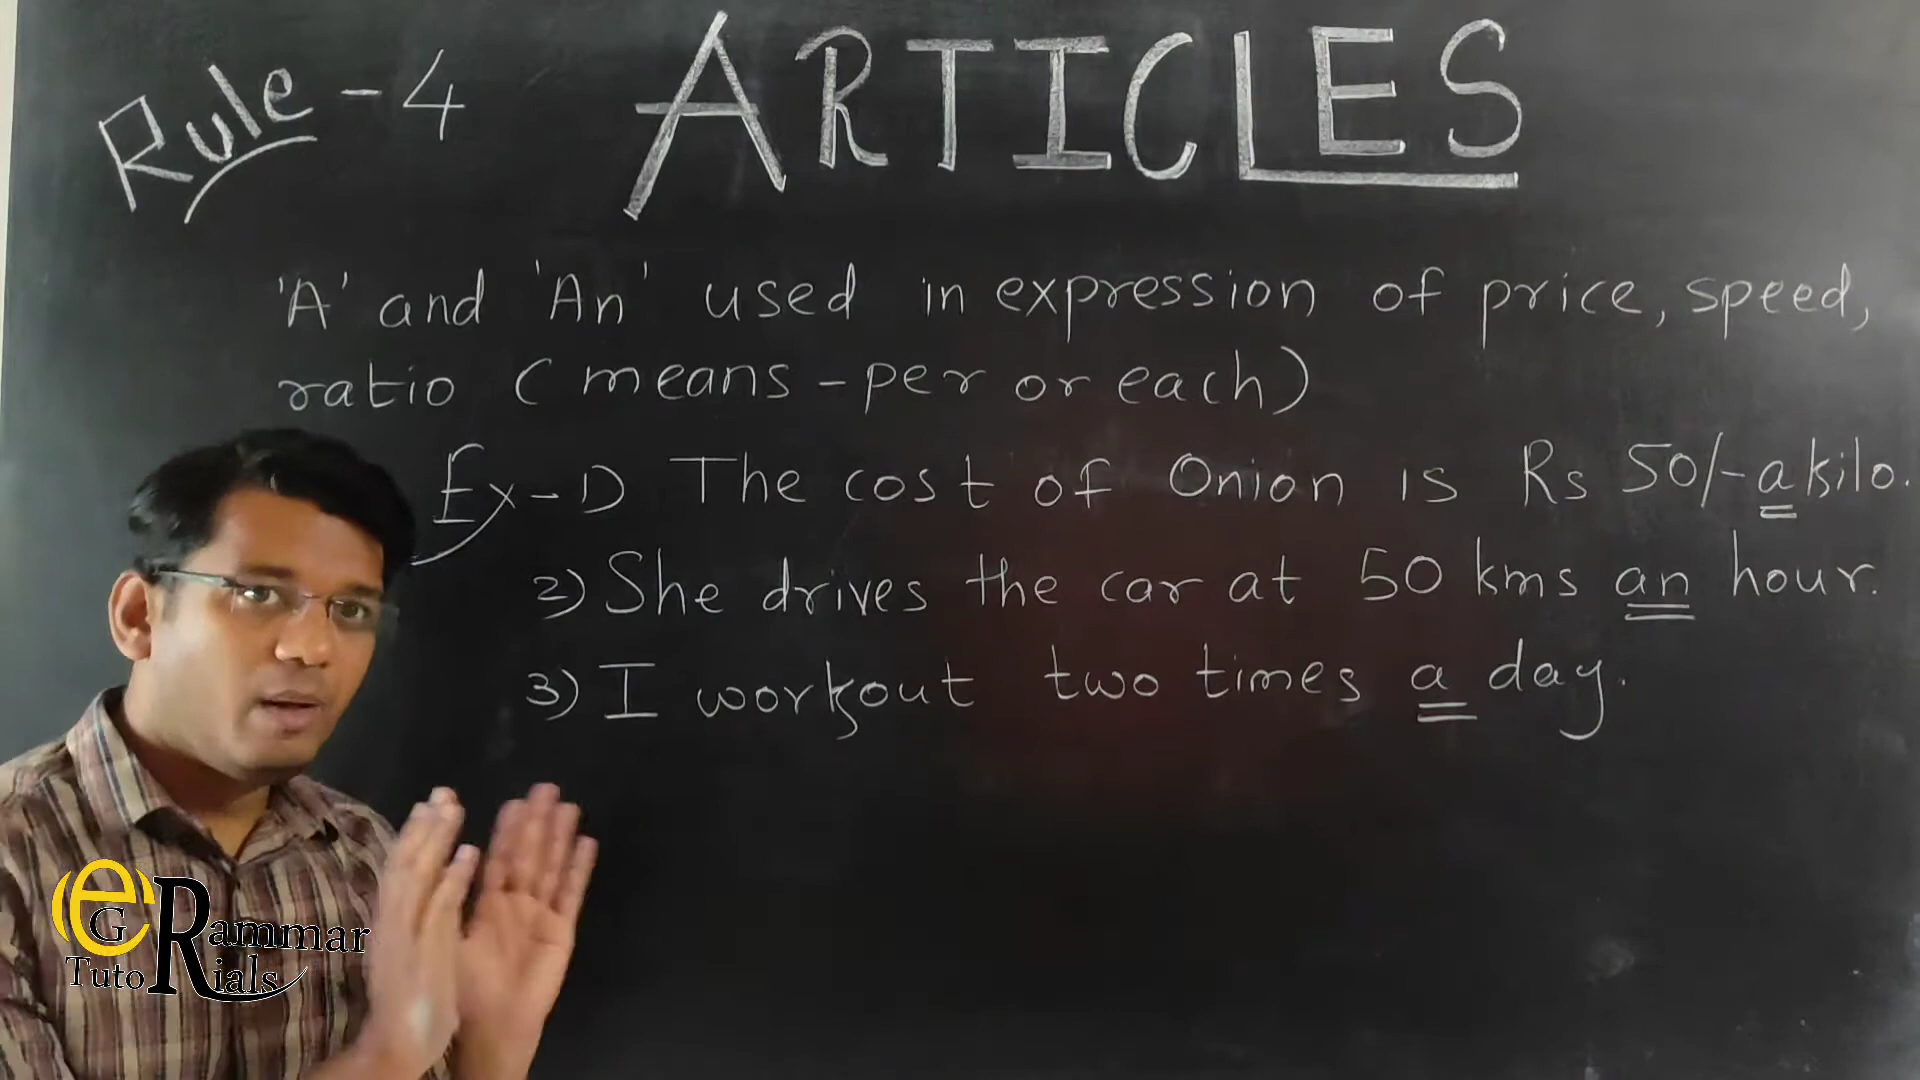 Rule - 4
ARTICLES
'A' and 'An' used in expression of price, speed,
ratio (means - per or each)
Ex - 1) The cost of Onion is Rs 50/- a kilo.
2) She drives the car at 50 kms an hour.
3) I workout two times a day.
eG Rammar
TutoRials